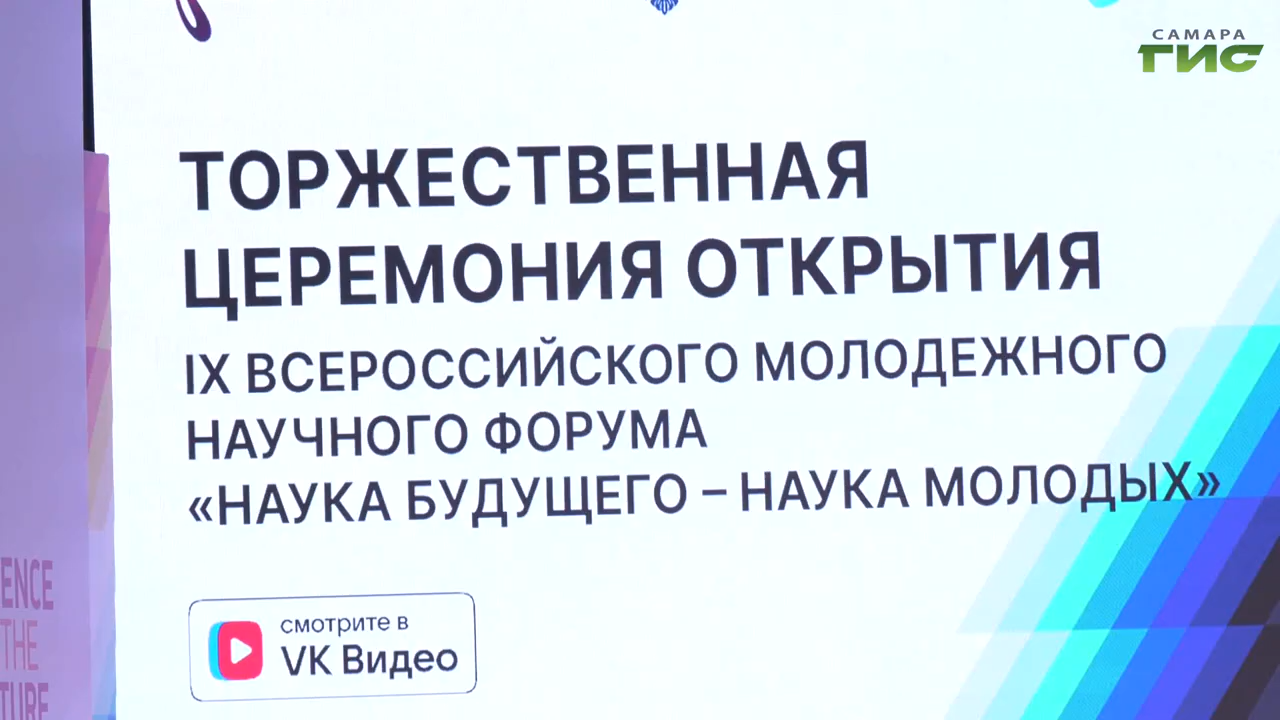 САМАРА
ГИС
ТОРЖЕСТВЕННАЯ
ЦЕРЕМОНИЯ ОТКРЫТИЯ
IX ВСЕРОССИЙСКОГО МОЛОДЕЖНОГО
НАУЧНОГО ФОРУМА
«НАУКА БУДУЩЕГО – НАУКА МОЛОДЫХ»
смотрите в
VK Видео
ENCE
THE
TURE